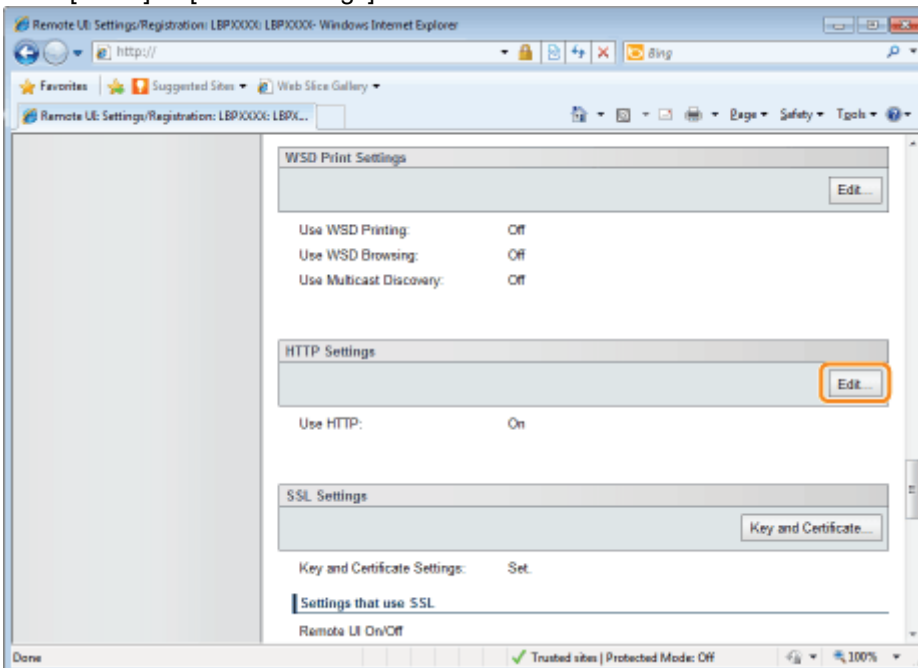 Remote UI: Settings/Registration: LBPXXXX: LBPXXXX- Windows Internet Explorer
http:// Bing
Favorites Suggested Sites Web Slice Gallery
Remote UI: Settings/Registration: LBPXXXX: LBPX... Page Safety Tools
WSD Print Settings
Edit...
Use WSD Printing: Off
Use WSD Browsing: Off
Use Multicast Discovery: Off
HTTP Settings
Edit...
Use HTTP: On
SSL Settings
Key and Certificate...
Key and Certificate Settings: Set.
Settings that use SSL
Remote UI On/Off
Done Trusted sites | Protected Mode: Off 100%